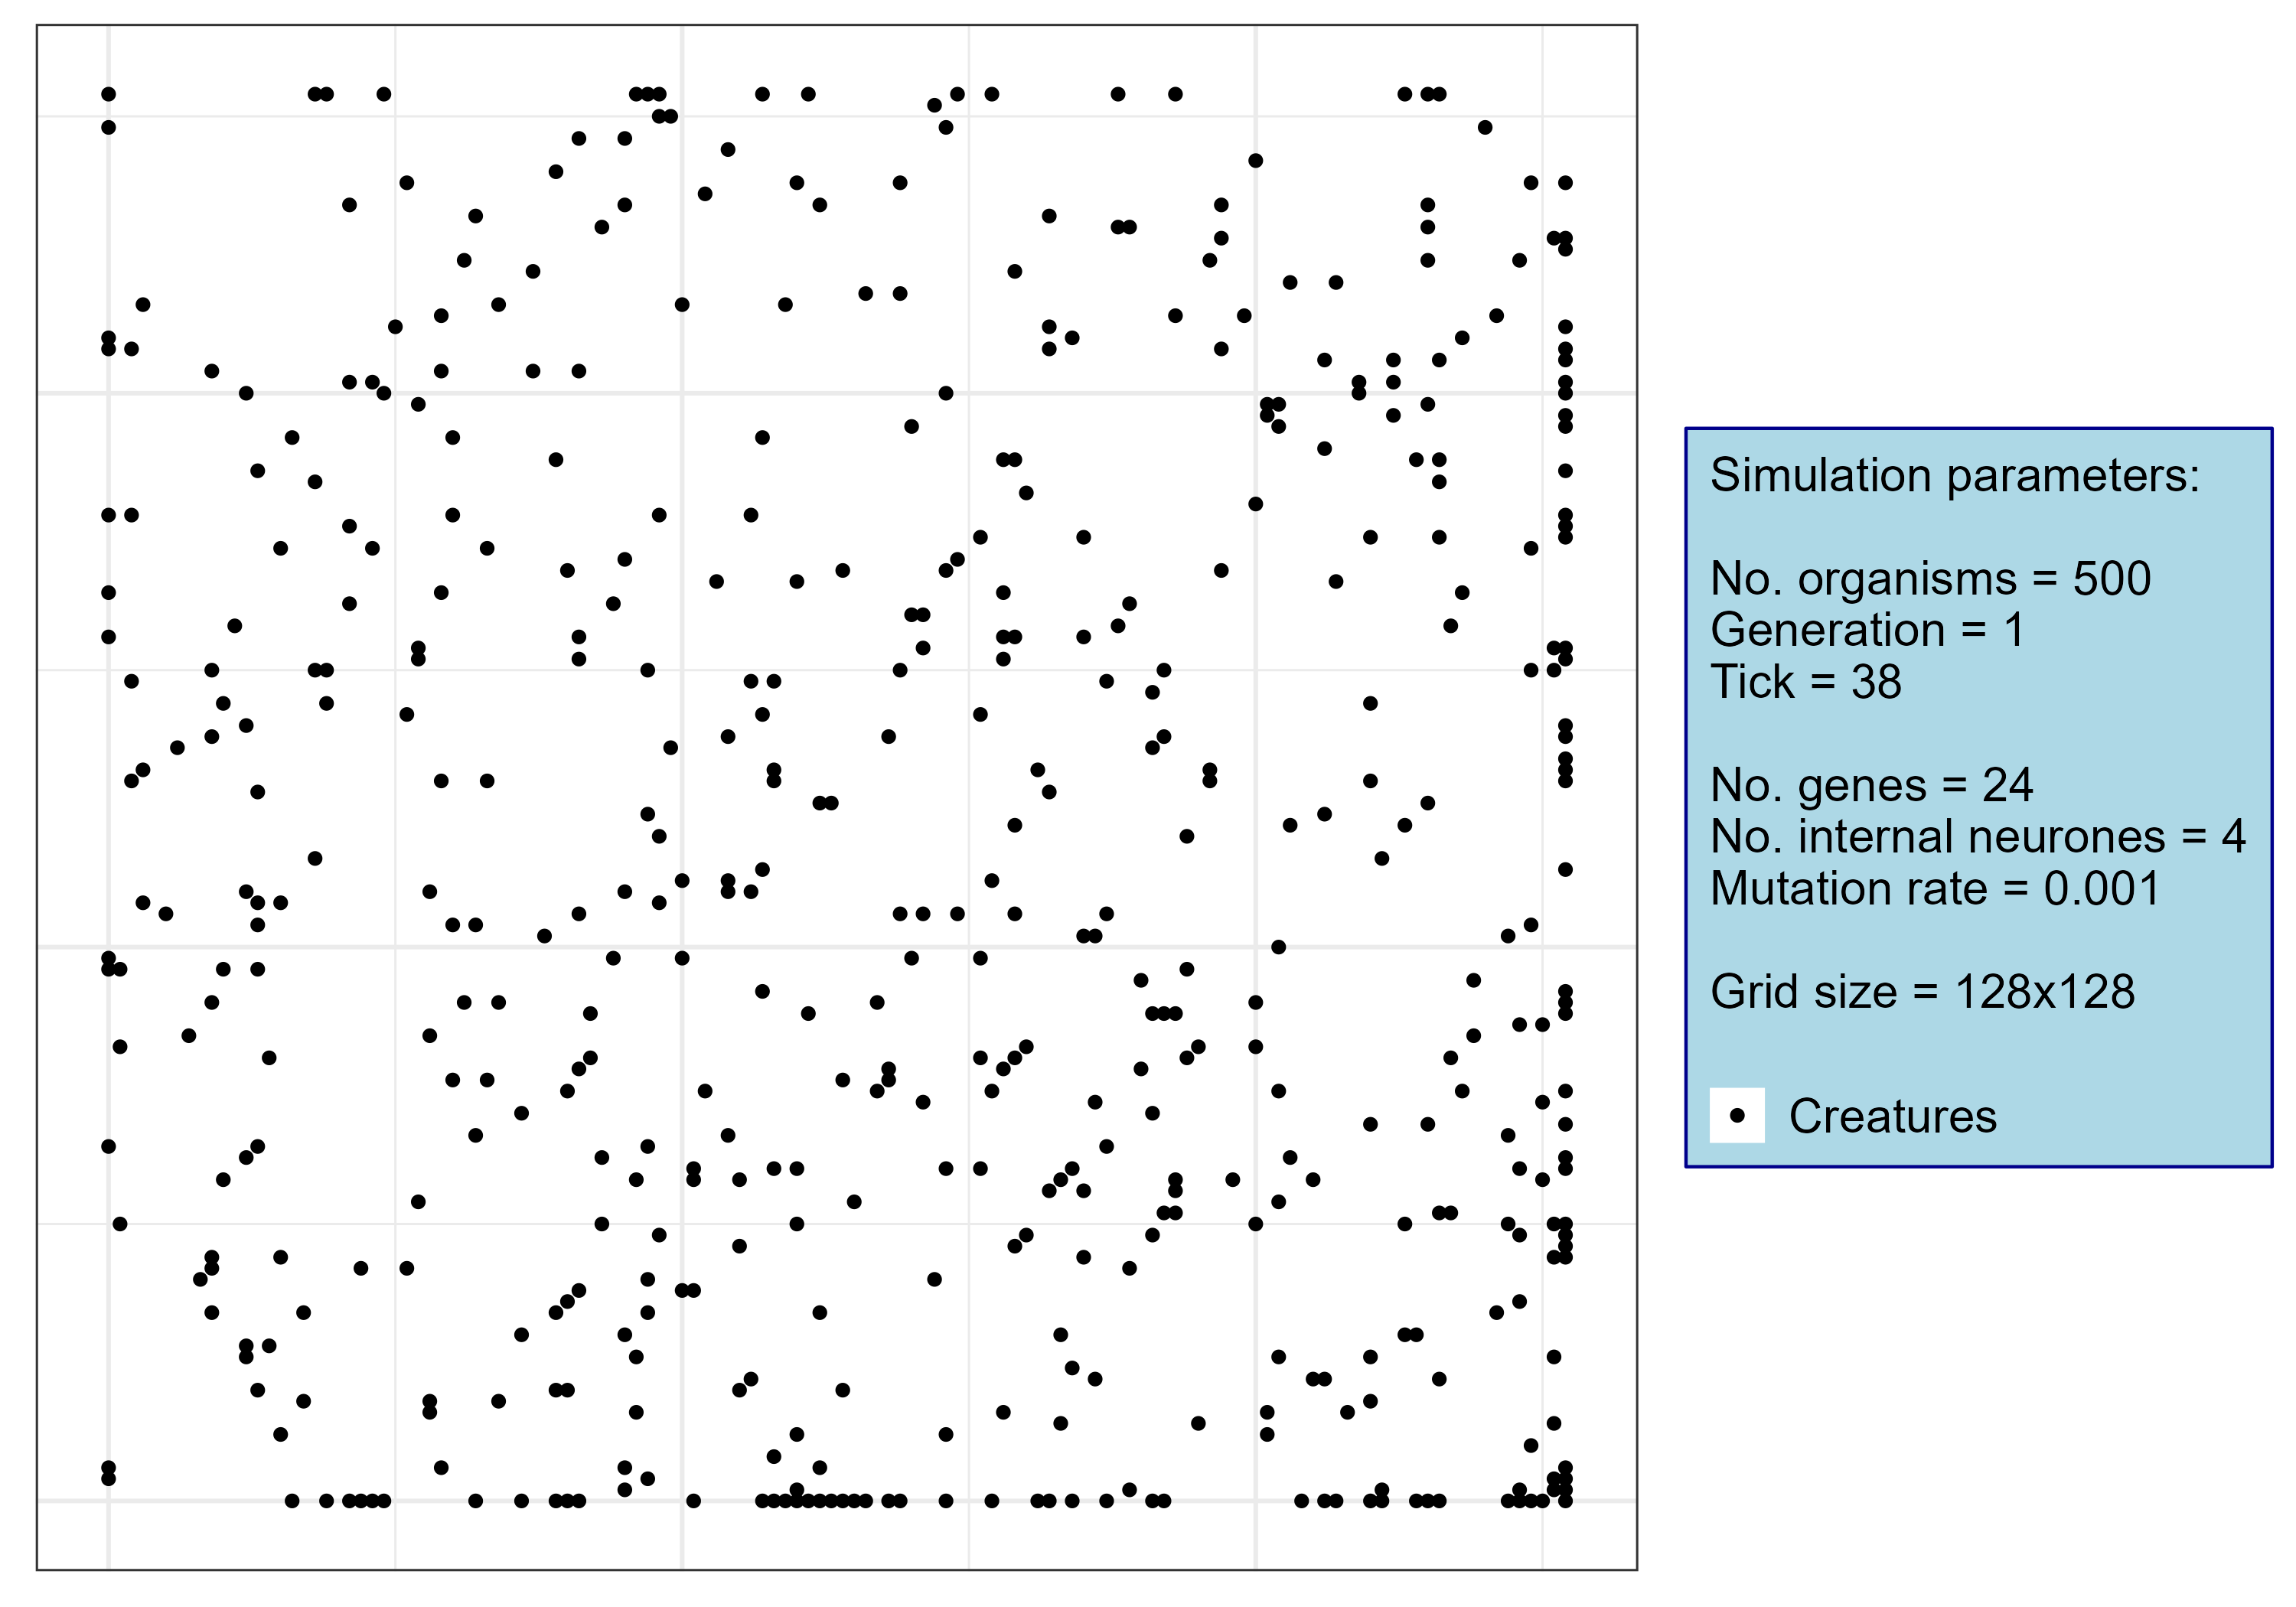 Simulation parameters:
No. organisms = 500
Generation = 1
Tick = 38
No. genes = 24
No. internal neurones = 4
Mutation rate = 0.001
Grid size = 128x128
Creatures